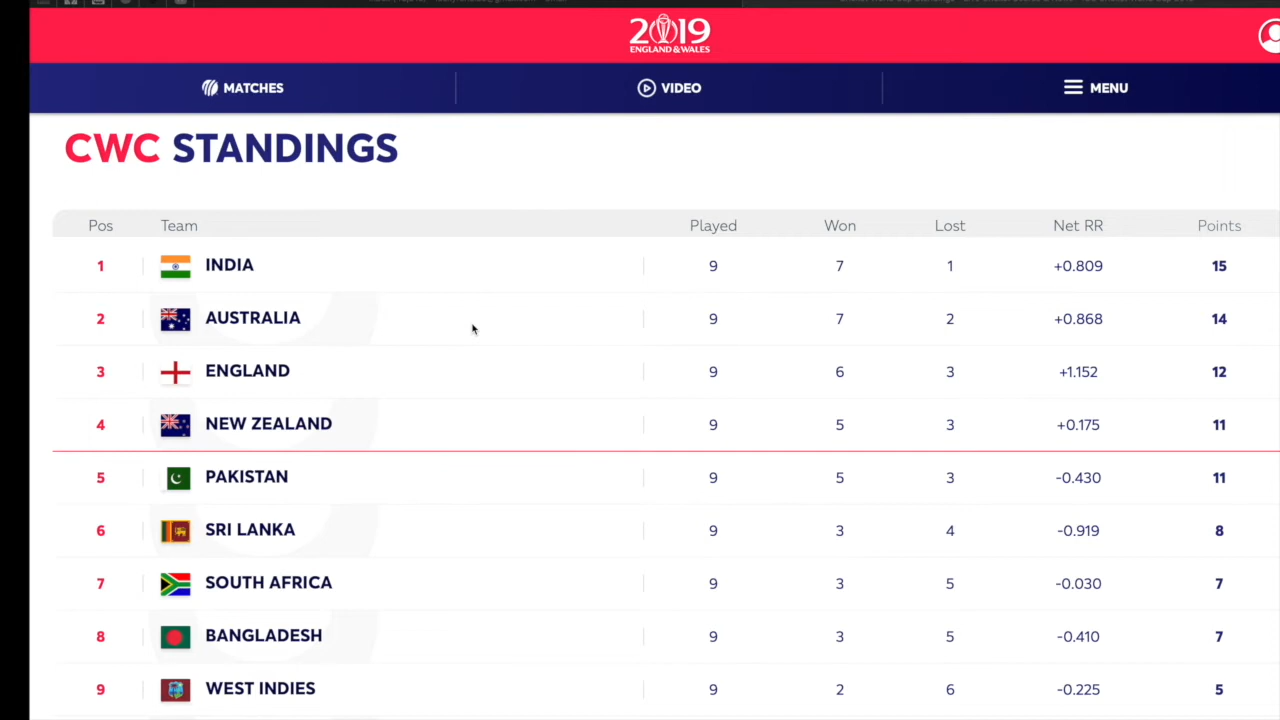 2019
ENGLAND & WALES
MATCHES VIDEO MENU
CWC STANDINGS
Pos Team Played Won Lost Net RR Points
1 INDIA 9 7 1 +0.809 15
2 AUSTRALIA 9 7 2 +0.868 14
3 ENGLAND 9 6 3 +1.152 12
4 NEW ZEALAND 9 5 3 +0.175 11
5 PAKISTAN 9 5 3 -0.430 11
6 SRI LANKA 9 3 4 -0.919 8
7 SOUTH AFRICA 9 3 5 -0.030 7
8 BANGLADESH 9 3 5 -0.410 7
9 WEST INDIES 9 2 6 -0.225 5